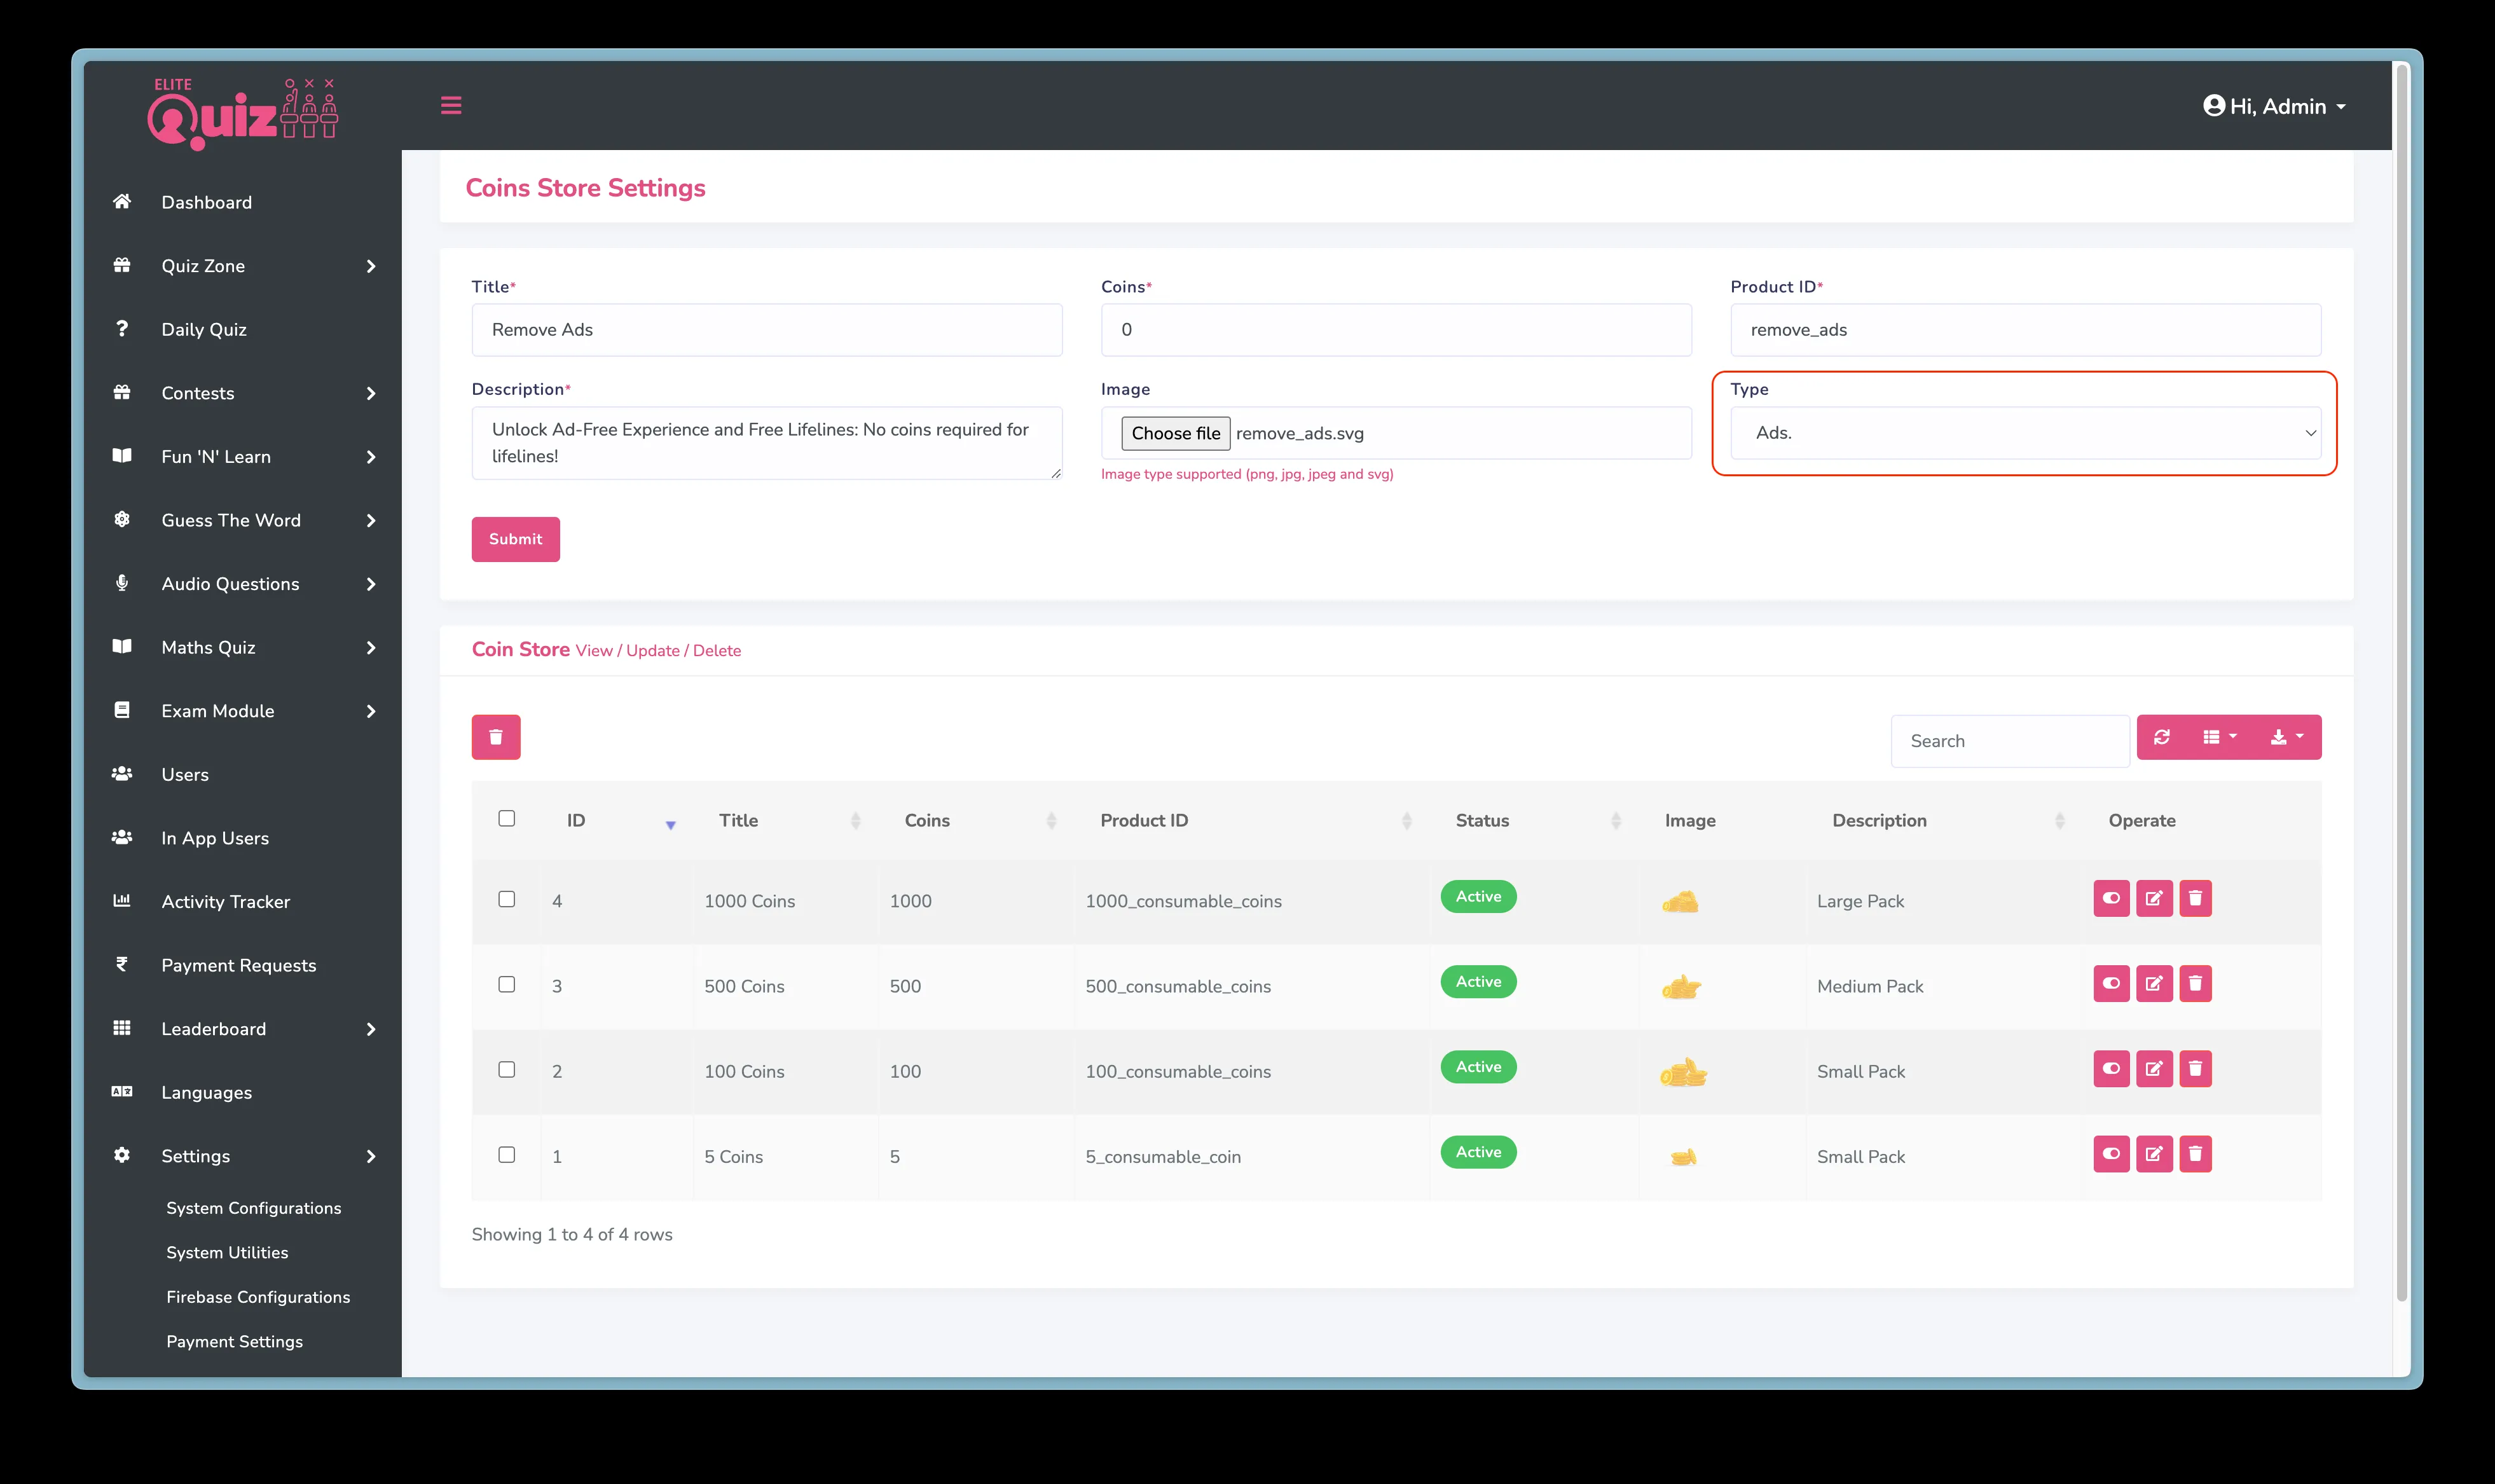 ELITE
Quiz
Hi, Admin
Dashboard
Quiz Zone
Daily Quiz
Contests
Fun 'N' Learn
Guess The Word
Audio Questions
Maths Quiz
Exam Module
Users
In App Users
Activity Tracker
Payment Requests
Leaderboard
Languages
Settings
System Configurations
System Utilities
Firebase Configurations
Payment Settings
Coins Store Settings
Title* Coins* Product ID*
Remove Ads 0 remove_ads
Description* Image Type
Unlock Ad-Free Experience and Free Lifelines: No coins required for
lifelines!
Choose file remove_ads.svg
Ads.
Image type supported (png, jpg, jpeg and svg)
Submit
Coin Store View / Update / Delete
Search
ID Title Coins Product ID Status Image Description Operate
4 1000 Coins 1000 1000_consumable_coins Active Large Pack
3 500 Coins 500 500_consumable_coins Active Medium Pack
2 100 Coins 100 100_consumable_coins Active Small Pack
1 5 Coins 5 5_consumable_coin Active Small Pack
Showing 1 to 4 of 4 rows